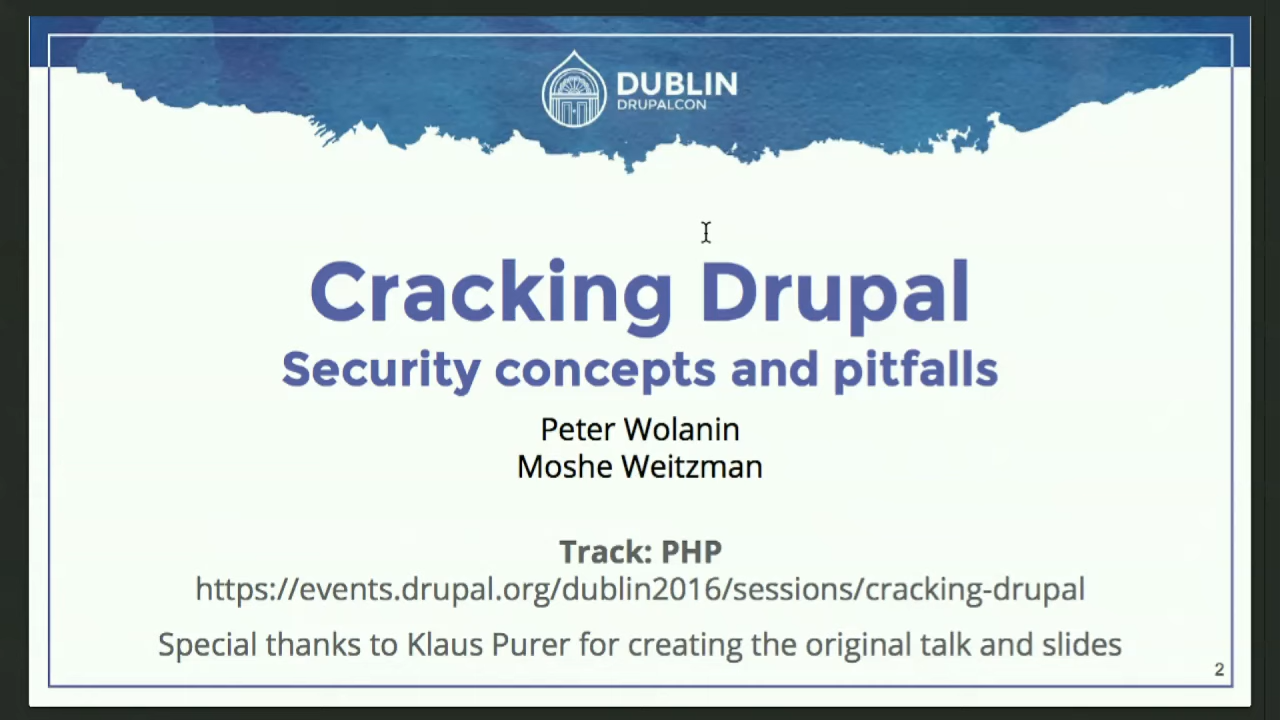 DUBLIN
DRUPALCON
Cracking Drupal
Security concepts and pitfalls
Peter Wolanin
Moshe Weitzman
Track: PHP
https://events.drupal.org/dublin2016/sessions/cracking-drupal
Special thanks to Klaus Purer for creating the original talk and slides
2